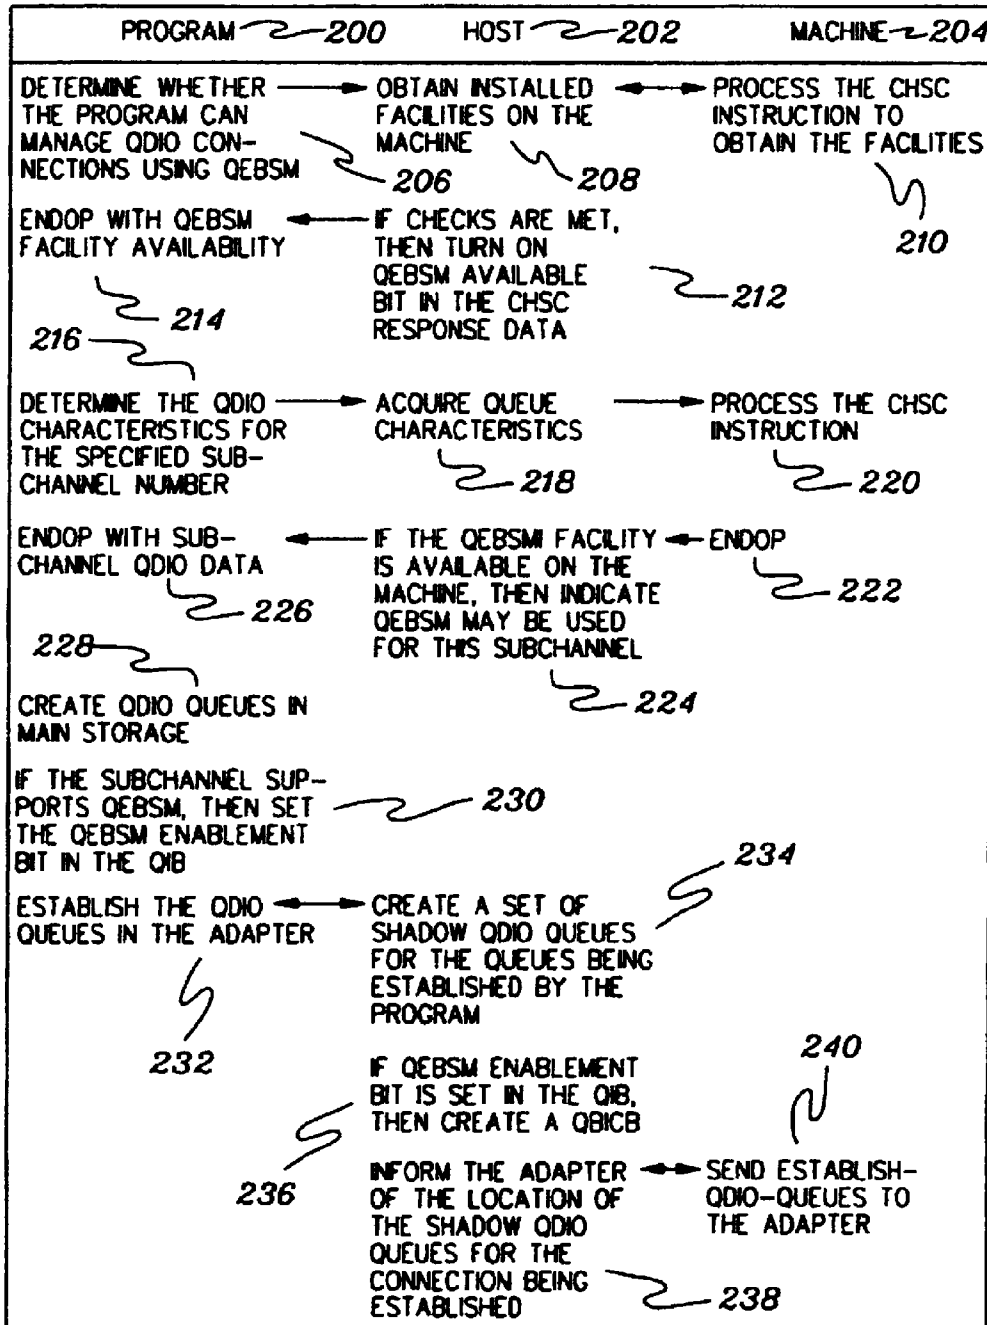 PROGRAM 200 HOST 202 MACHINE 204
DETERMINE WHETHER
THE PROGRAM CAN
MANAGE QDIO CON-
NECTIONS USING QEBSM
206
OBTAIN INSTALLED
FACILITIES ON THE
MACHINE
208
PROCESS THE CHSC
INSTRUCTION TO
OBTAIN THE FACILITIES
210
ENDOP WITH QEBSM
FACILITY AVAILABILITY
214
IF CHECKS ARE MET,
THEN TURN ON
QEBSM AVAILABLE
BIT IN THE CHSC
RESPONSE DATA
212
216
DETERMINE THE QDIO
CHARACTERISTICS FOR
THE SPECIFIED SUB-
CHANNEL NUMBER
ACQUIRE QUEUE
CHARACTERISTICS
218
PROCESS THE CHSC
INSTRUCTION
220
ENDOP WITH SUB-
CHANNEL QDIO DATA
226
IF THE QEBSMI FACILITY
IS AVAILABLE ON THE
MACHINE, THEN INDICATE
QEBSM MAY BE USED
FOR THIS SUBCHANNEL
224
ENDOP
222
228
CREATE QDIO QUEUES IN
MAIN STORAGE
IF THE SUBCHANNEL SUP-
PORTS QEBSM, THEN SET
THE QEBSM ENABLEMENT
BIT IN THE QIB
230
ESTABLISH THE QDIO
QUEUES IN THE ADAPTER
232
CREATE A SET OF
SHADOW QDIO QUEUES
FOR THE QUEUES BEING
ESTABLISHED BY THE
PROGRAM
234
IF QEBSM ENABLEMENT
BIT IS SET IN THE QIB,
THEN CREATE A QBICB
236
INFORM THE ADAPTER
OF THE LOCATION OF
THE SHADOW QDIO
QUEUES FOR THE
CONNECTION BEING
ESTABLISHED
238
240
SEND ESTABLISH-
QDIO-QUEUES TO
THE ADAPTER